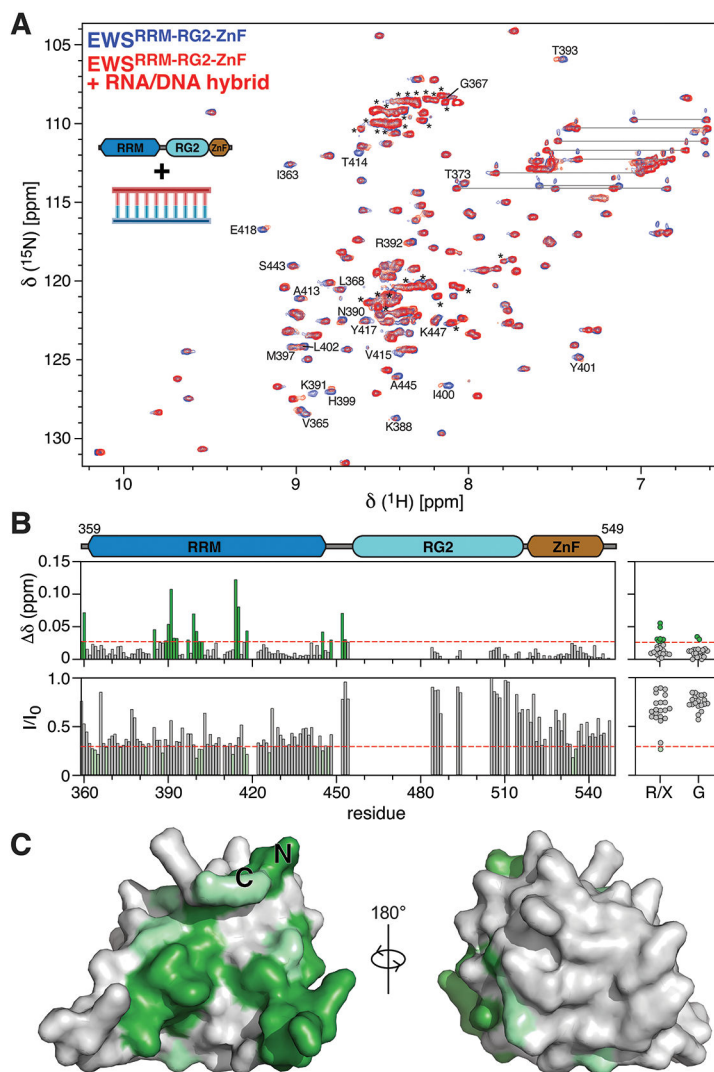 A
EWS^RRM-RG2-ZnF
EWS^RRM-RG2-ZnF
+ RNA/DNA hybrid
RRM RG2 ZnF
+
105
110
115
120
125
130
δ (15N) [ppm]
T393
G367
T414
I363
T373
E418
R392
S443
L368
A413
N390
Y417
K447
L402
M397
V415
Y401
K391
A445
I400
H399
V365
K388
10 9 8 7
δ (1H) [ppm]
B
359 549
RRM RG2 ZnF
0.15
0.10
0.05
0
Δδ (ppm)
1.0
0.5
0
I/I0
360 390 420 450 480 510 540
R/X G
residue
C
N
C
180°